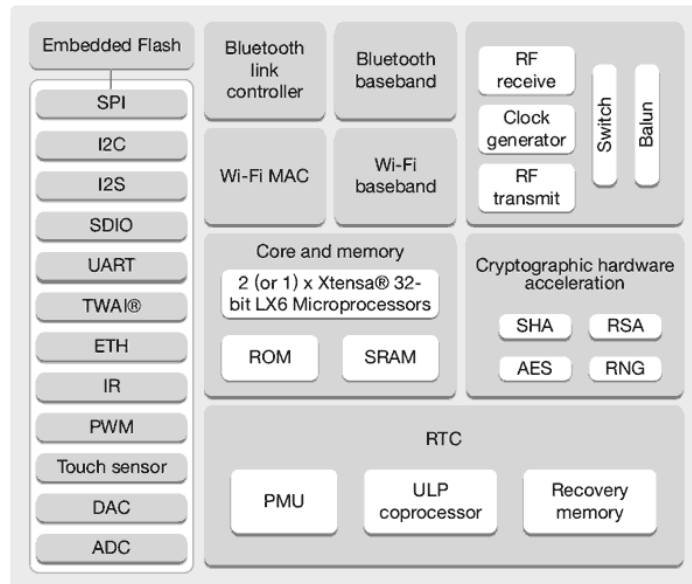 Embedded Flash
SPI
I2C
I2S
SDIO
UART
TWAI®
ETH
IR
PWM
Touch sensor
DAC
ADC
Bluetooth
link
controller
Bluetooth
baseband
Wi-Fi MAC
Wi-Fi
baseband
RF
receive
Clock
generator
RF
transmit
Switch
Balun
Core and memory
2 (or 1) x Xtensa® 32-
bit LX6 Microprocessors
ROM
SRAM
Cryptographic hardware
acceleration
SHA
RSA
AES
RNG
RTC
PMU
ULP
coprocessor
Recovery
memory